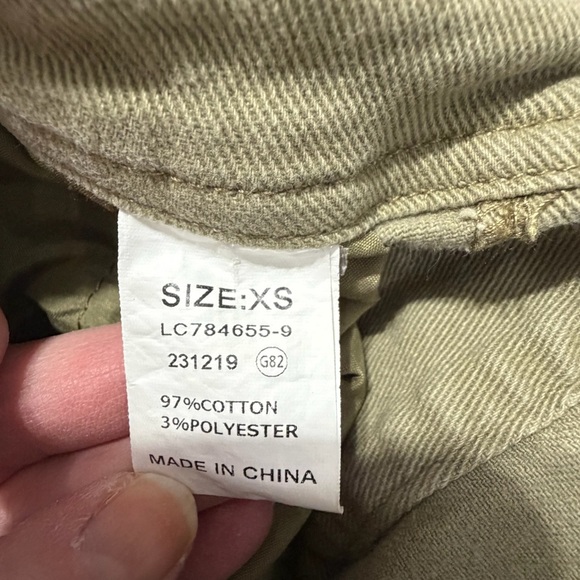 SIZE:XS
LC784655-9
231219 G82
97%COTTON
3%POLYESTER
MADE IN CHINA